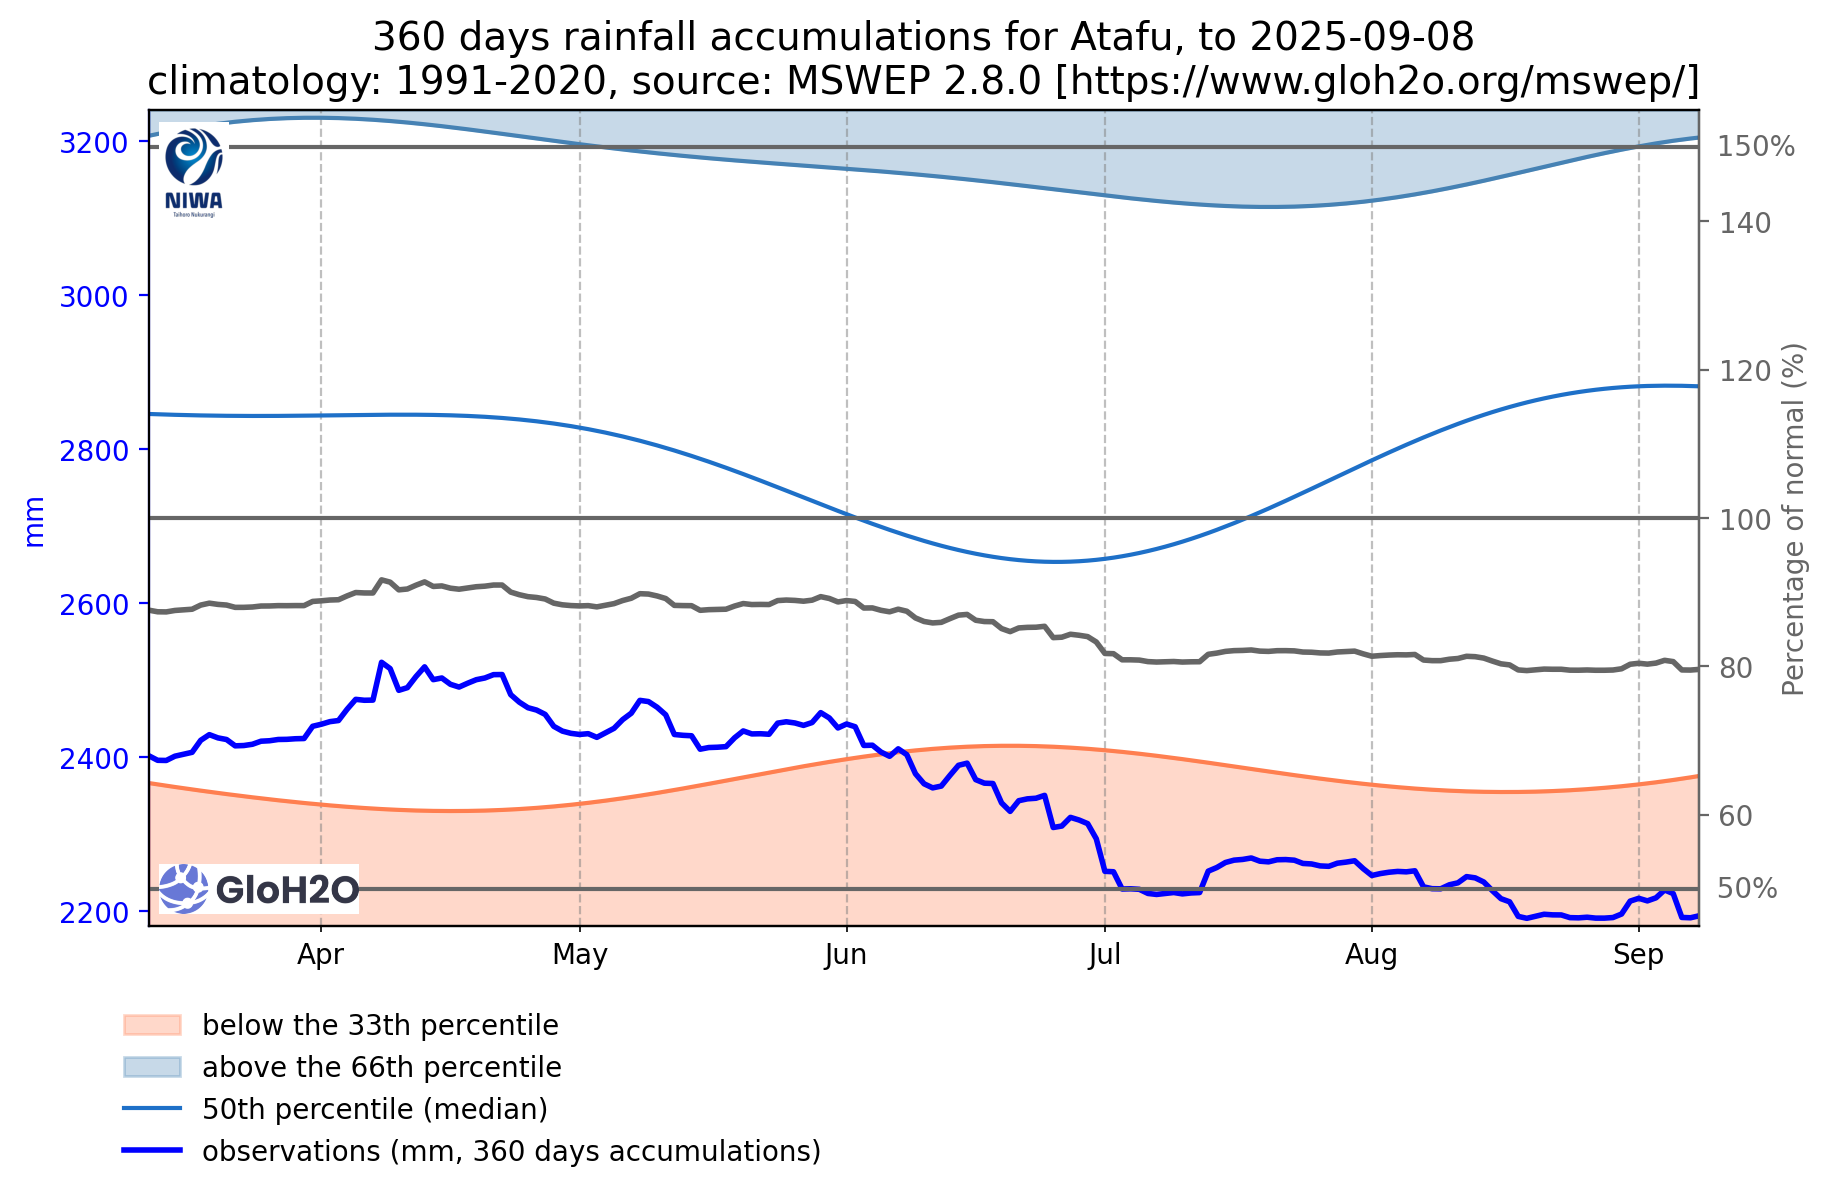 360 days rainfall accumulations for Atafu, to 2025-09-08
climatology: 1991-2020, source: MSWEP 2.8.0 [https://www.gloh2o.org/mswep/]
3200
3000
2800
2600
2400
2200
mm
NIWA
Taihoro Nukurangi
GloH2O
150%
140
120
100
80
60
50%
Percentage of normal (%)
Apr
May
Jun
Jul
Aug
Sep
below the 33th percentile
above the 66th percentile
50th percentile (median)
observations (mm, 360 days accumulations)